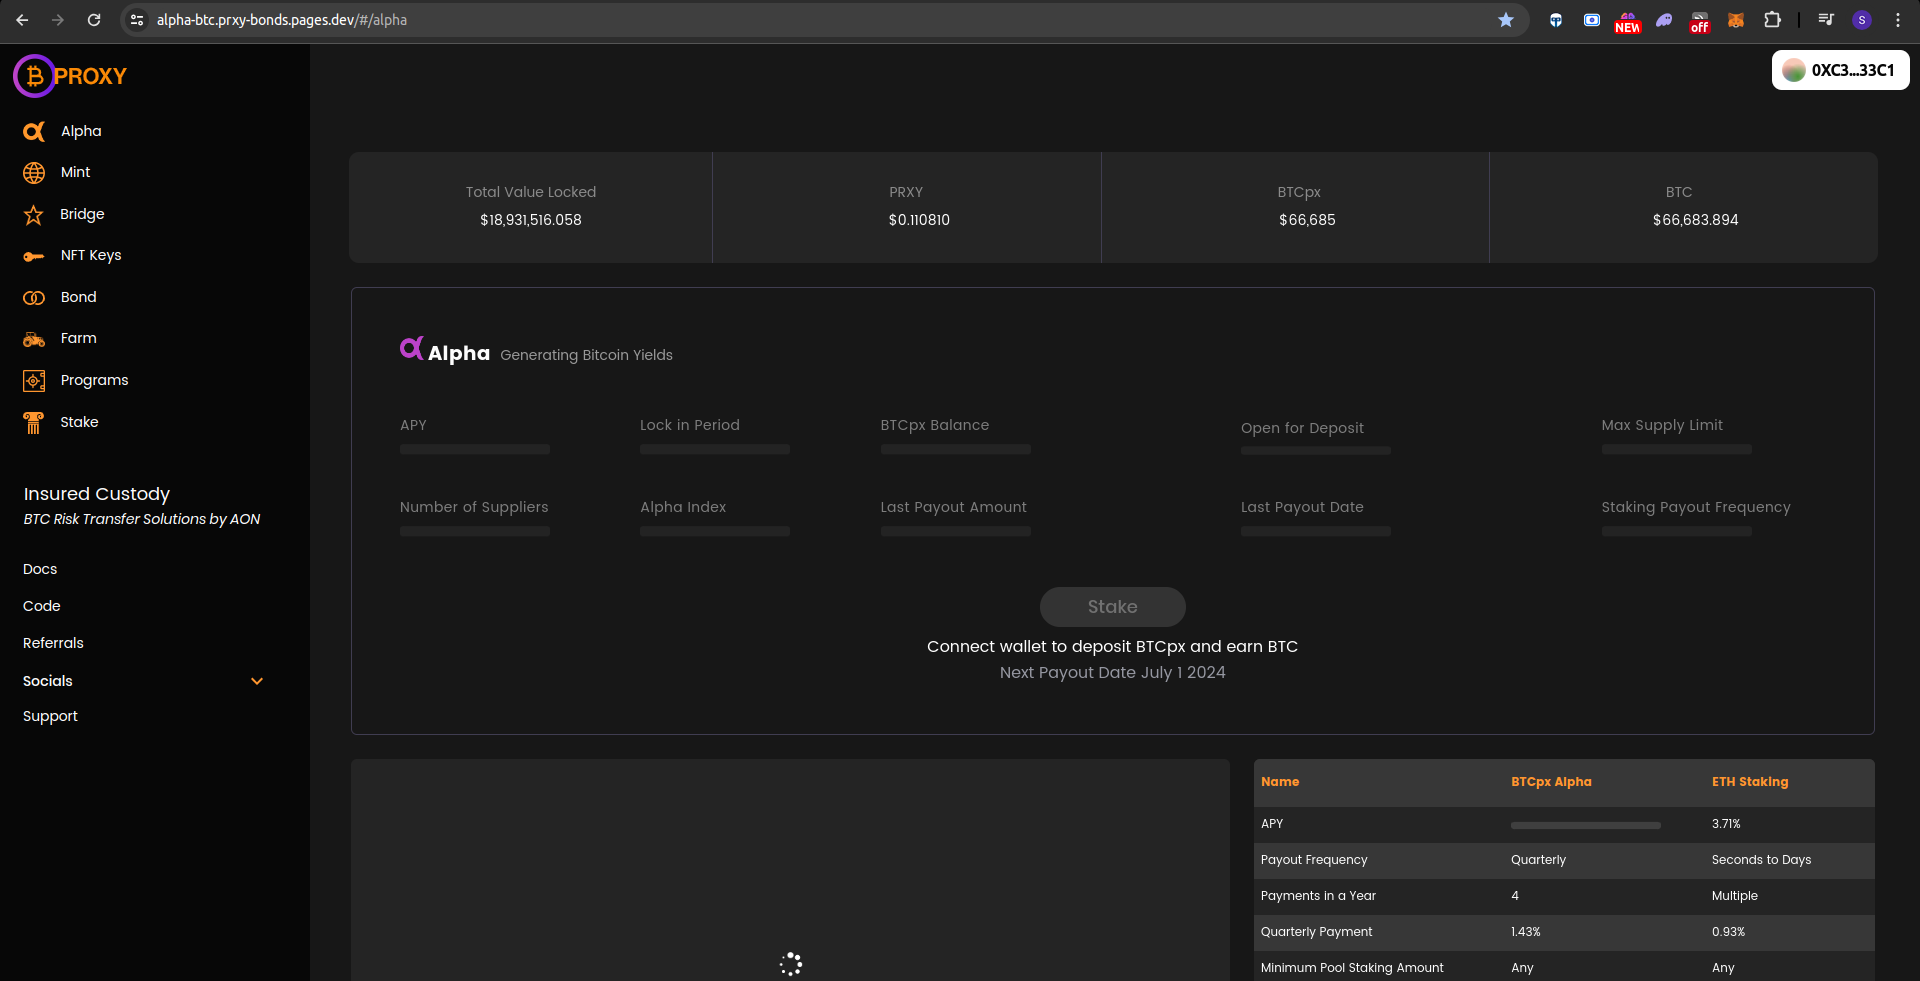 alpha-btc.prxy-bonds.pages.dev/#/alpha
NEW
off
S
PROXY
0XC3...33C1
Alpha
Mint
Bridge
NFT Keys
Bond
Farm
Programs
Stake
Insured Custody
BTC Risk Transfer Solutions by AON
Docs
Code
Referrals
Socials
Support
Total Value Locked
$18,931,516.058
PRXY
$0.110810
BTCpx
$66,685
BTC
$66,683.894
Alpha Generating Bitcoin Yields
APY Lock in Period BTCpx Balance Open for Deposit Max Supply Limit
Number of Suppliers Alpha Index Last Payout Amount Last Payout Date Staking Payout Frequency
Stake
Connect wallet to deposit BTCpx and earn BTC
Next Payout Date July 1 2024
Name BTCpx Alpha ETH Staking
APY 3.71%
Payout Frequency Quarterly Seconds to Days
Payments in a Year 4 Multiple
Quarterly Payment 1.43% 0.93%
Minimum Pool Staking Amount Any Any